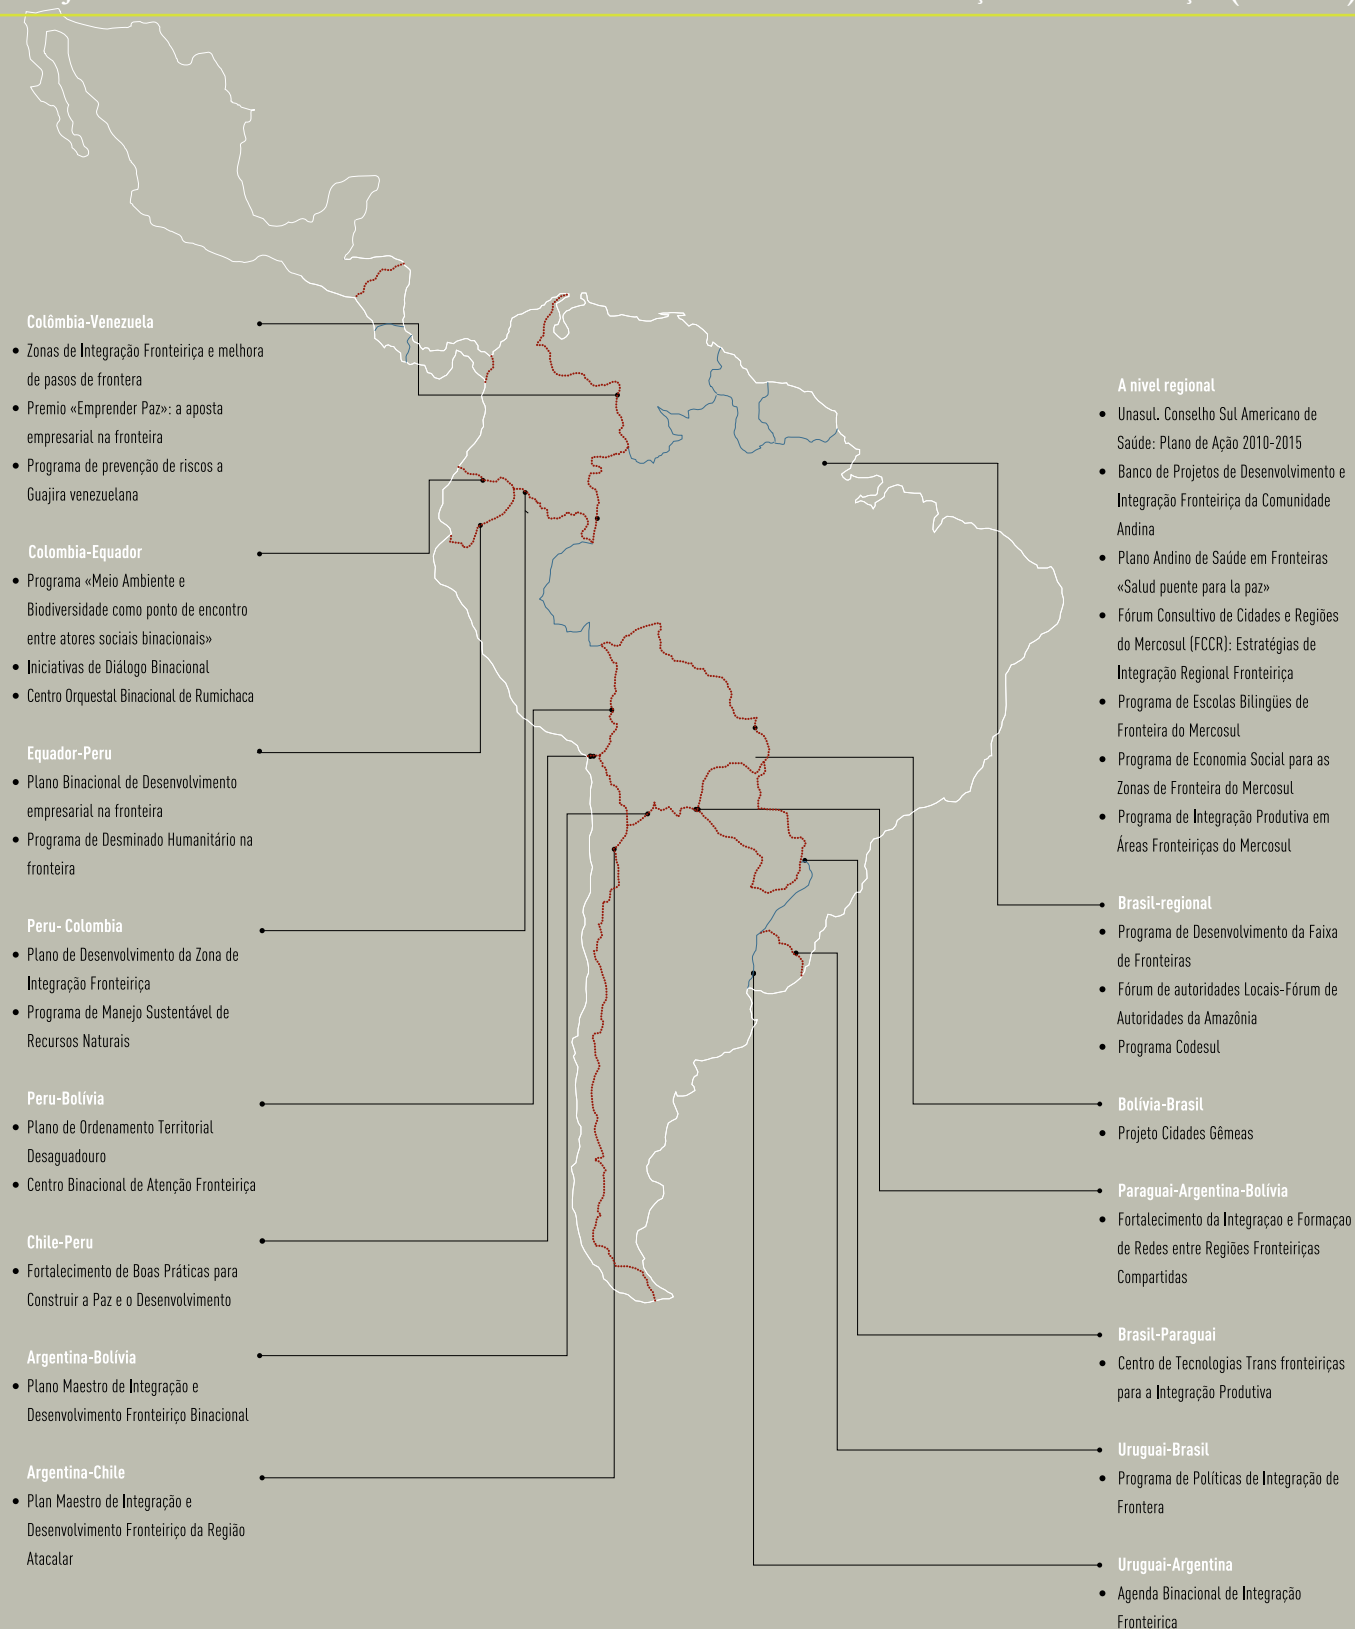 Colômbia-Venezuela
• Zonas de Integração Fronteiriça e melhora
de pasos de frontera
• Premio «Emprender Paz»: a aposta
empresarial na fronteira
• Programa de prevenção de riscos a
Guajira venezuelana
Colombia-Equador
• Programa «Meio Ambiente e
Biodiversidade como ponto de encontro
entre atores sociais binacionais»
• Iniciativas de Diálogo Binacional
• Centro Orquestal Binacional de Rumichaca
Equador-Peru
• Plano Binacional de Desenvolvimento
empresarial na fronteira
• Programa de Desminado Humanitário na
fronteira
Peru- Colombia
• Plano de Desenvolvimento da Zona de
Integração Fronteiriça
• Programa de Manejo Sustentável de
Recursos Naturais
Peru-Bolívia
• Plano de Ordenamento Territorial
Desaguadouro
• Centro Binacional de Atenção Fronteiriça
Chile-Peru
• Fortalecimento de Boas Práticas para
Construir a Paz e o Desenvolvimento
Argentina-Bolívia
• Plano Maestro de Integração e
Desenvolvimento Fronteiriço Binacional
Argentina-Chile
• Plan Maestro de Integração e
Desenvolvimento Fronteiriço da Região
Atacalar
A nivel regional
• Unasul. Conselho Sul Americano de
Saúde: Plano de Ação 2010-2015
• Banco de Projetos de Desenvolvimento e
Integração Fronteiriça da Comunidade
Andina
• Plano Andino de Saúde em Fronteiras
«Salud puente para la paz»
• Fórum Consultivo de Cidades e Regiões
do Mercosul (FCCR): Estratégias de
Integração Regional Fronteiriça
• Programa de Escolas Bilingües de
Fronteira do Mercosul
• Programa de Economia Social para as
Zonas de Fronteira do Mercosul
• Programa de Integração Produtiva em
Áreas Fronteiriças do Mercosul
Brasil-regional
• Programa de Desenvolvimento da Faixa
de Fronteiras
• Fórum de autoridades Locais-Fórum de
Autoridades da Amazônia
• Programa Codesul
Bolívia-Brasil
• Projeto Cidades Gêmeas
Paraguai-Argentina-Bolívia
• Fortalecimento da Integraçao e Formaçao
de Redes entre Regiões Fronteiriças
Compartidas
Brasil-Paraguai
• Centro de Tecnologias Trans fronteiriças
para a Integração Produtiva
Uruguai-Brasil
• Programa de Políticas de Integração de
Frontera
Uruguai-Argentina
• Agenda Binacional de Integração
Fronteiriça